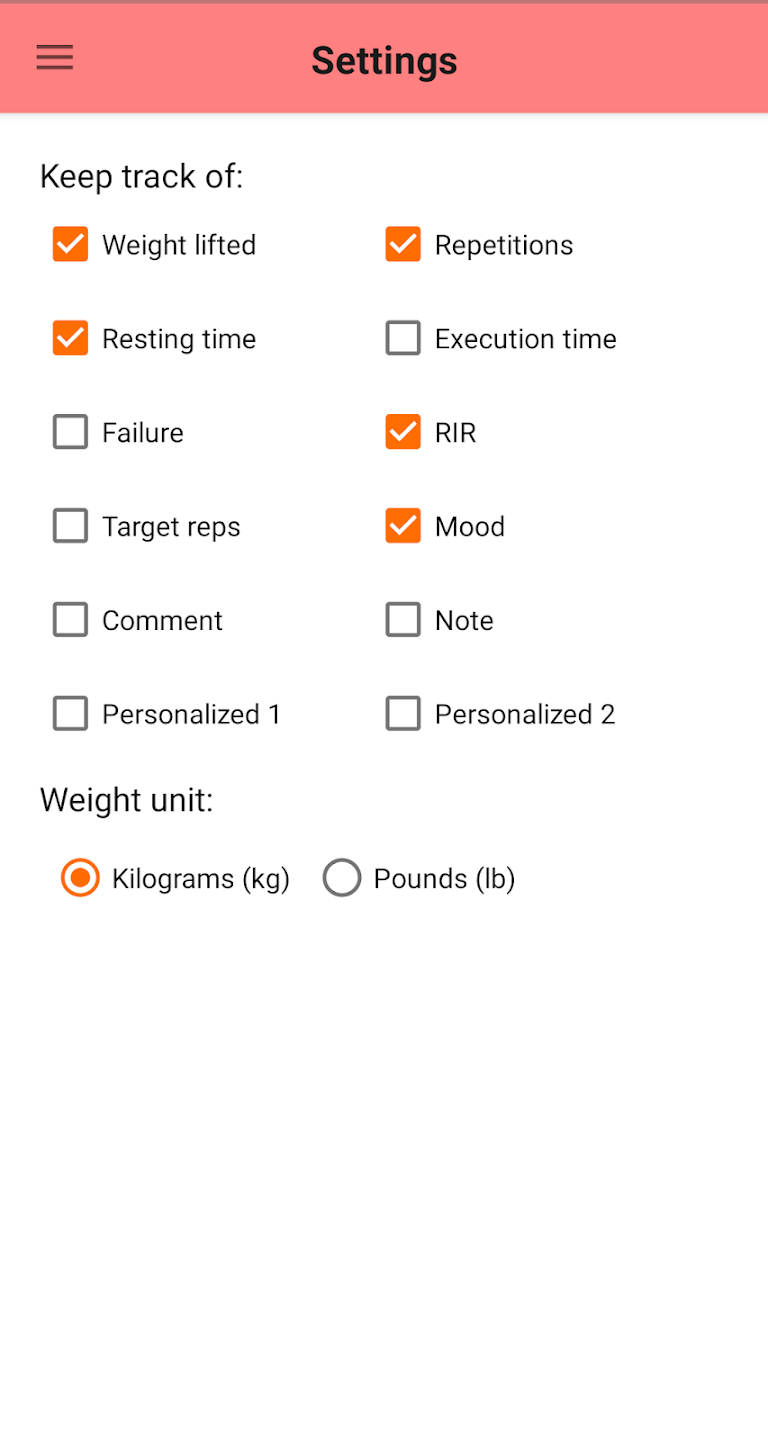 Settings
Keep track of:
Weight lifted Repetitions
Resting time Execution time
Failure RIR
Target reps Mood
Comment Note
Personalized 1 Personalized 2
Weight unit:
Kilograms (kg) Pounds (lb)